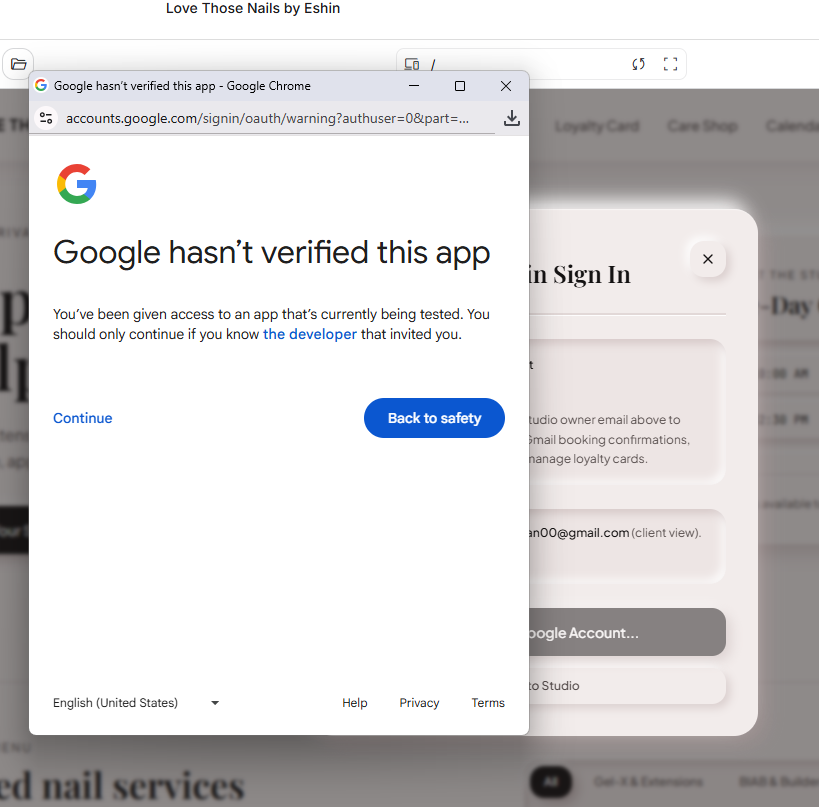 Love Those Nails by Eshin
/
Google hasn't verified this app - Google Chrome
accounts.google.com/signin/oauth/warning?authuser=0&part=...
Loyalty Card
Care Shop
Google hasn't verified this app
You've been given access to an app that's currently being tested. You
should only continue if you know the developer that invited you.
Continue
Back to safety
English (United States)
Help
Privacy
Terms
in Sign In
tudio owner email above to
mail booking confirmations,
manage loyalty cards.
an00@gmail.com (client view).
oogle Account...
to Studio
ed nail services
All
Gel-X & Extensions